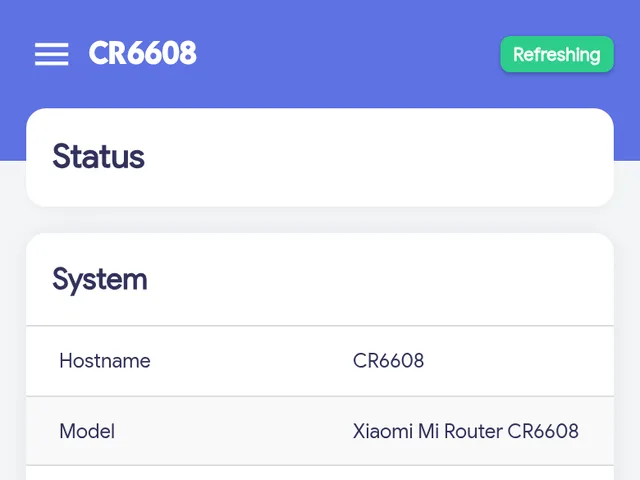 CR6608
Refreshing
Status
System
Hostname CR6608
Model Xiaomi Mi Router CR6608